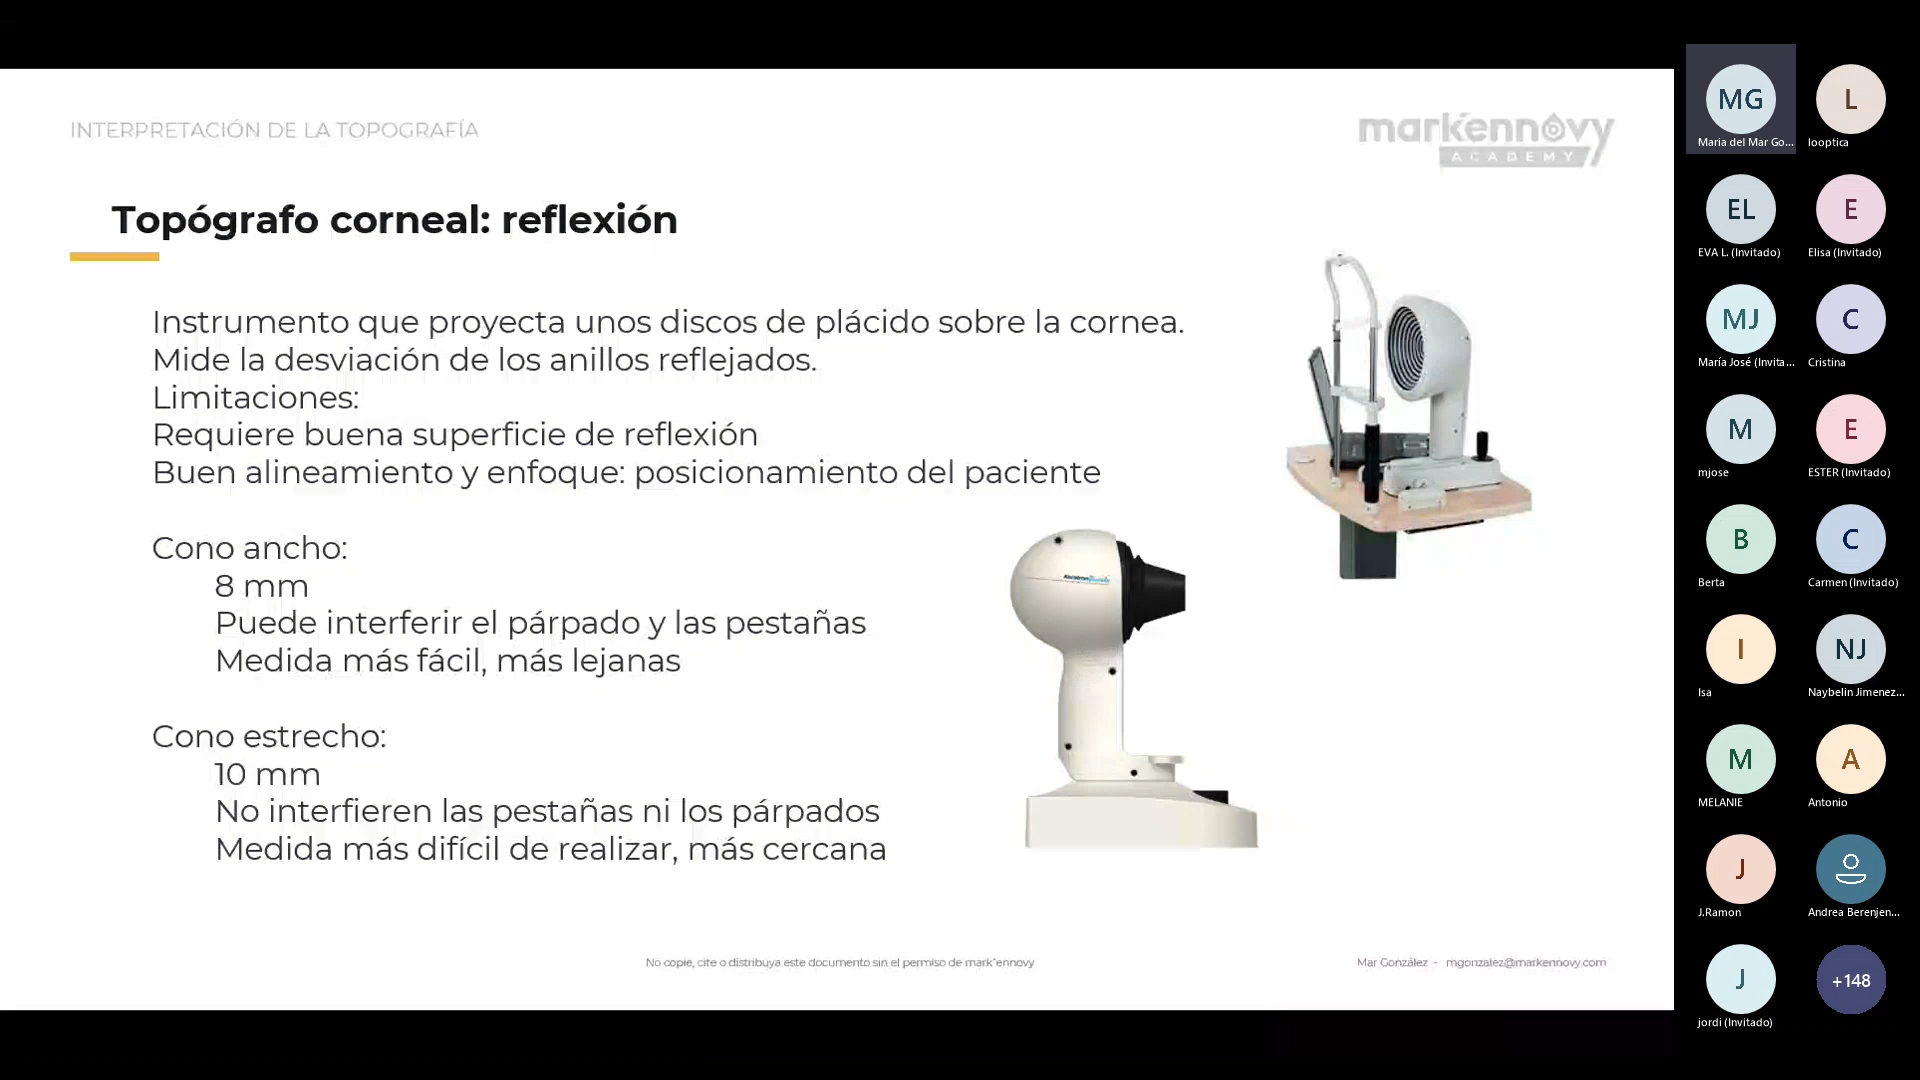 INTERPRETACIÓN DE LA TOPOGRAFÍA
mark'ennovy
ACADEMY
Topógrafo corneal: reflexión
Instrumento que proyecta unos discos de plácido sobre la cornea.
Mide la desviación de los anillos reflejados.
Limitaciones:
Requiere buena superficie de reflexión
Buen alineamiento y enfoque: posicionamiento del paciente
Cono ancho:
8 mm
Puede interferir el párpado y las pestañas
Medida más fácil, más lejanas
Cono estrecho:
10 mm
No interfieren las pestañas ni los párpados
Medida más difícil de realizar, más cercana
No copie, cite o distribuya este documento sin el permiso de mark'ennovy
Mar González - mgonzalez@markennovy.com
MG
Maria del Mar Go...
L
looptica
EL
EVA L. (Invitado)
E
Elisa (Invitado)
MJ
María José (Invita...
C
Cristina
M
mjose
E
ESTER (Invitado)
B
Berta
C
Carmen (Invitado)
I
Isa
NJ
Naybelin Jimenez...
M
MELANIE
A
Antonio
J
J.Ramon
Andrea Berenjen...
J
jordi (Invitado)
+148